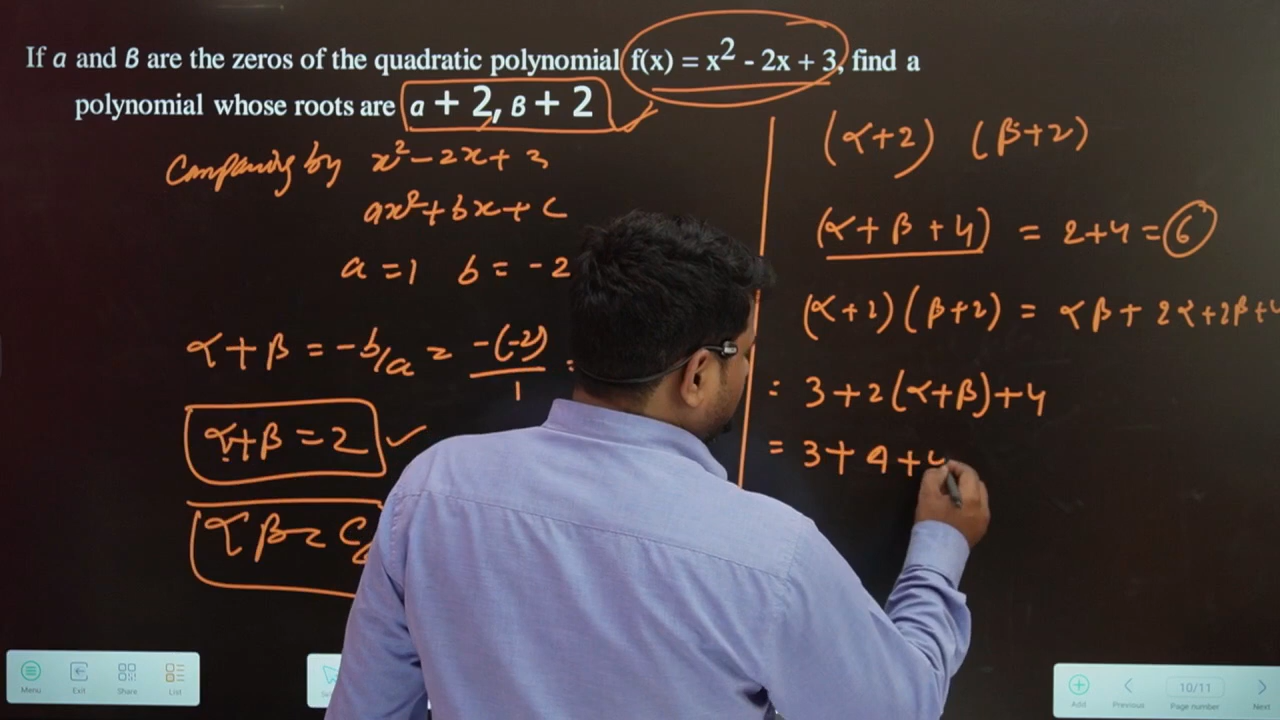 If α and β are the zeros of the quadratic polynomial f(x) = x² - 2x + 3, find a
polynomial whose roots are α + 2, β + 2
Comparing by x² - 2x + 3
ax² + bx + c
a = 1 b = -2
α + β = -b/a = -(-2)/1 =
α + β = 2
αβ = c
(α+2) (β+2)
(α + β + 4) = 2+4 = 6
(α+2)(β+2) = αβ + 2α+2β+4
= 3+2(α+β)+4
= 3+4+4
Menu
Exit
Share
List
Add
Previous
10/11
Page number
Next